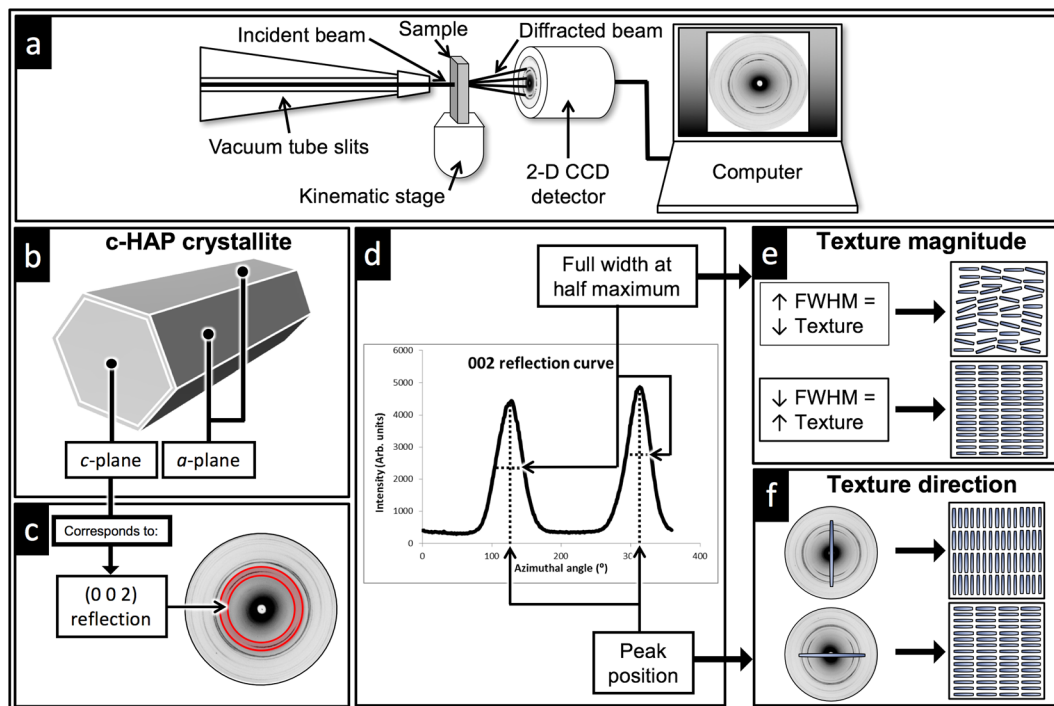 a
Incident beam
Sample
Diffracted beam
Vacuum tube slits
Kinematic stage
2-D CCD
detector
Computer
b
c-HAP crystallite
c-plane
a-plane
c
Corresponds to:
(0 0 2)
reflection
d
Full width at
half maximum
002 reflection curve
Intensity (Arb. units)
6000
5000
4000
3000
2000
1000
0
0
100
200
300
400
Azimuthal angle (º)
Peak
position
e
Texture magnitude
↑ FWHM =
↓ Texture
↓ FWHM =
↑ Texture
f
Texture direction